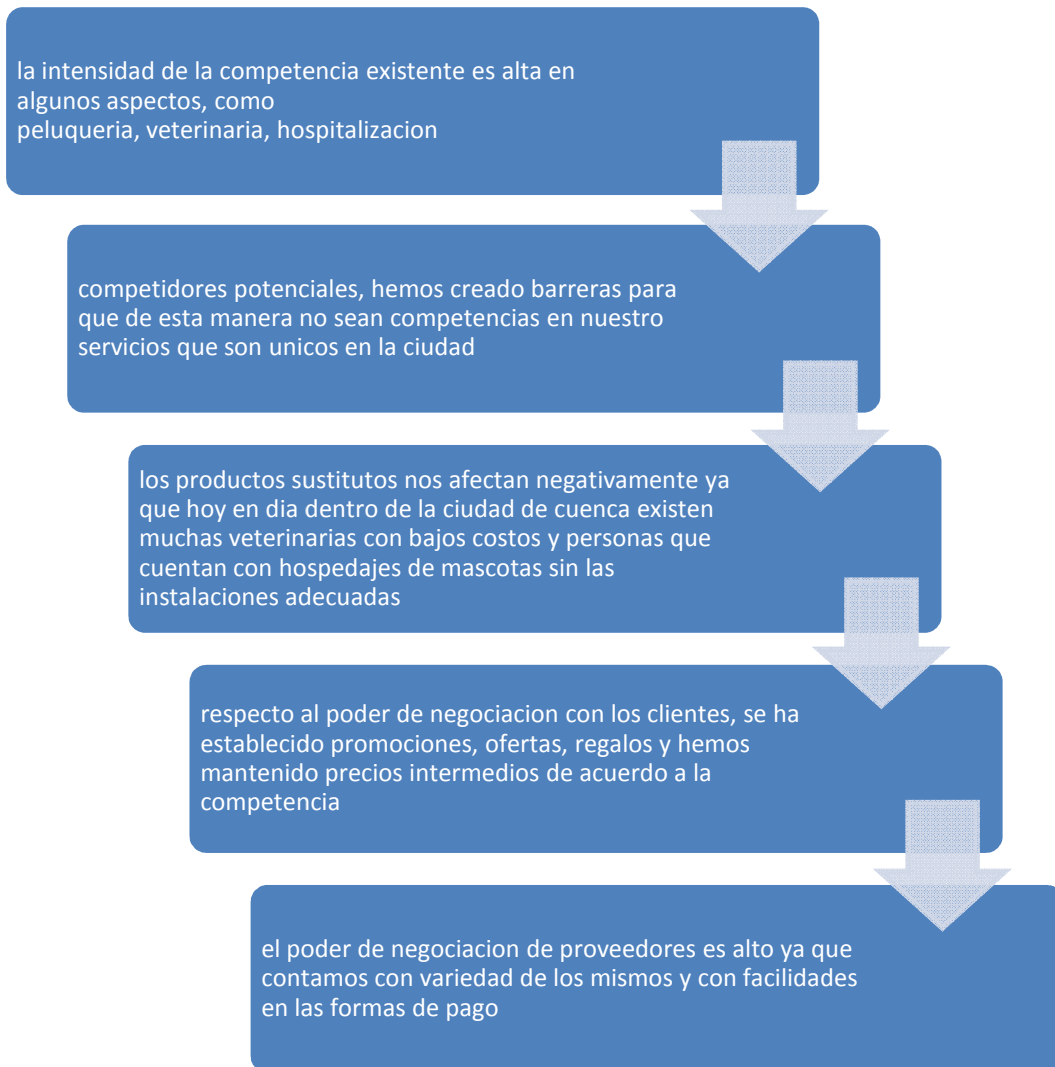 la intensidad de la competencia existente es alta en
algunos aspectos, como
peluqueria, veterinaria, hospitalizacion
competidores potenciales, hemos creado barreras para
que de esta manera no sean competencias en nuestro
servicios que son unicos en la ciudad
los productos sustitutos nos afectan negativamente ya
que hoy en dia dentro de la ciudad de cuenca existen
muchas veterinarias con bajos costos y personas que
cuentan con hospedajes de mascotas sin las
instalaciones adecuadas
respecto al poder de negociacion con los clientes, se ha
establecido promociones, ofertas, regalos y hemos
mantenido precios intermedios de acuerdo a la
competencia
el poder de negociacion de proveedores es alto ya que
contamos con variedad de los mismos y con facilidades
en las formas de pago